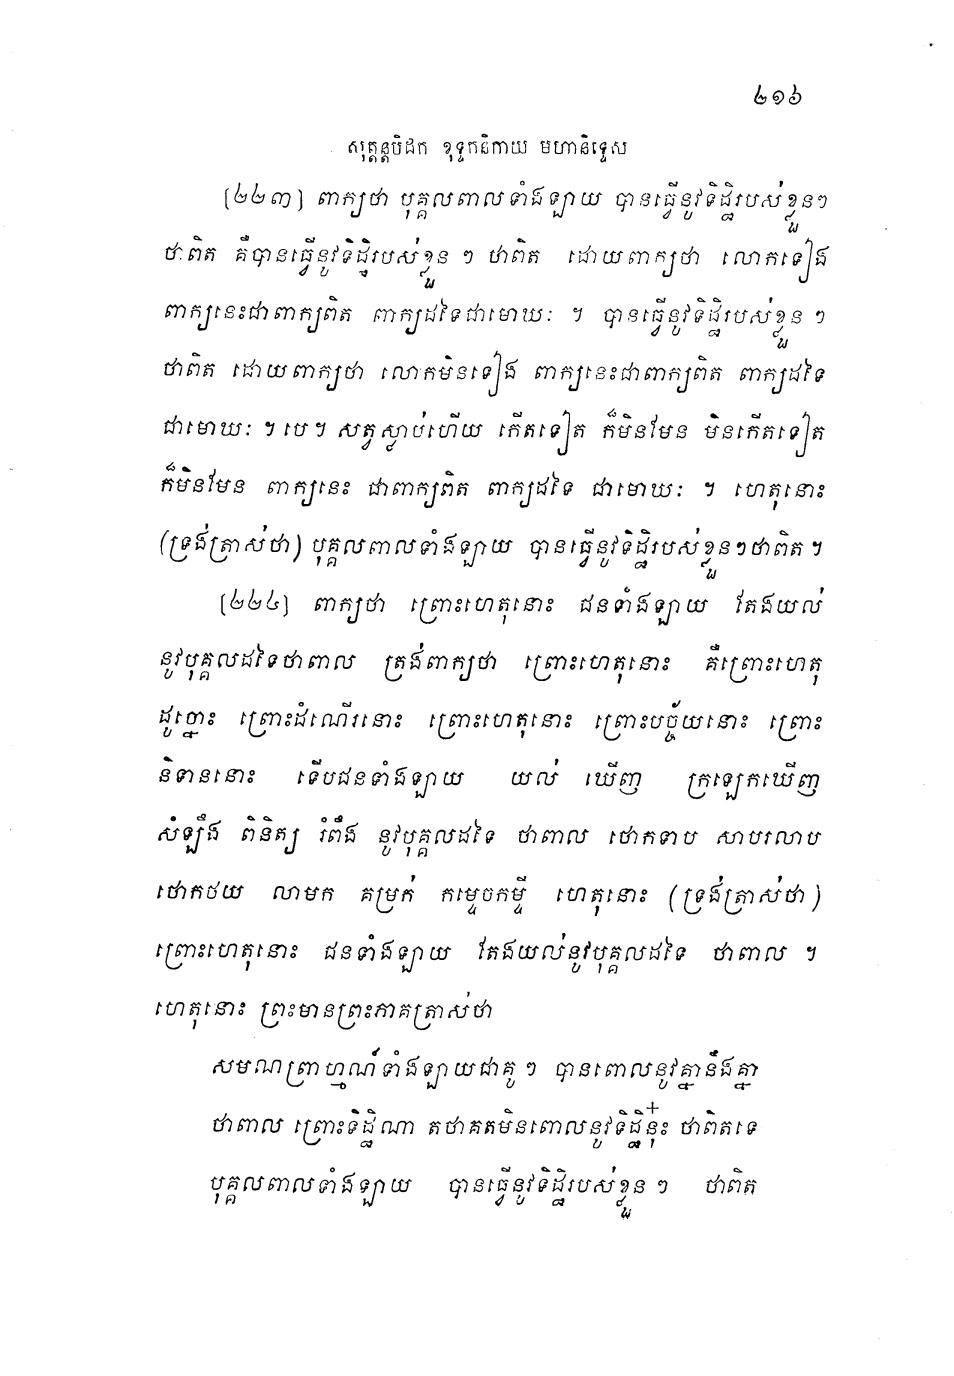 ២១៦
សុត្តន្តបិដក ខុទ្ទកនិកាយ មហានិទ្ទេស
[២២៣] ពាក្យថា បុគ្គលពាលទាំងឡាយ បានធ្វើនូវទិដ្ឋិរបស់ខ្លួនៗ
ថាពិត គឺបានធ្វើនូវទិដ្ឋិរបស់ខ្លួន ៗ ថាពិត ដោយពាក្យថា លោកទៀង
ពាក្យនេះជាពាក្យពិត ពាក្យដទៃជាមោឃៈ ។ បានធ្វើនូវទិដ្ឋិរបស់ខ្លួន ៗ
ថាពិត ដោយពាក្យថា លោកមិនទៀង ពាក្យនេះជាពាក្យពិត ពាក្យដទៃ
ជាមោឃៈ ។ បេ ។ សត្វស្លាប់ហើយ កើតទៀត ក៏មិនមែន មិនកើតទៀត
ក៏មិនមែន ពាក្យនេះ ជាពាក្យពិត ពាក្យដទៃ ជាមោឃៈ ។ ហេតុនោះ
(ទ្រង់ត្រាស់ថា) បុគ្គលពាលទាំងឡាយ បានធ្វើនូវទិដ្ឋិរបស់ខ្លួនៗថាពិត ។
[២២៤] ពាក្យថា ព្រោះហេតុនោះ ជនទាំងឡាយ តែងយល់
នូវបុគ្គលដទៃថាពាល ត្រង់ពាក្យថា ព្រោះហេតុនោះ គឺព្រោះហេតុ
ដូច្នោះ ព្រោះដំណើរនោះ ព្រោះហេតុនោះ ព្រោះបច្ច័យនោះ ព្រោះ
និទាននោះ ទើបជនទាំងឡាយ យល់ ឃើញ ក្រឡេកឃើញ
សំឡឹង ពិនិត្យ រំពឹង នូវបុគ្គលដទៃ ថាពាល ថោកទាប សាបរលាប
ថោកថយ លាមក គម្រក់ កម្ទេចកម្ទី ហេតុនោះ (ទ្រង់ត្រាស់ថា)
ព្រោះហេតុនោះ ជនទាំងឡាយ តែងយល់នូវបុគ្គលដទៃ ថាពាល ។
ហេតុនោះ ព្រះមានព្រះភាគត្រាស់ថា
សមណព្រាហ្មណ៍ទាំងឡាយជាគូ ៗ បានពោលនូវគ្នានឹងគ្នា
ថាពាល ព្រោះទិដ្ឋិណា តថាគតមិនពោលនូវទិដ្ឋិនុ៎ះ ថាពិតទេ
បុគ្គលពាលទាំងឡាយ បានធ្វើនូវទិដ្ឋិរបស់ខ្លួន ៗ ថាពិត